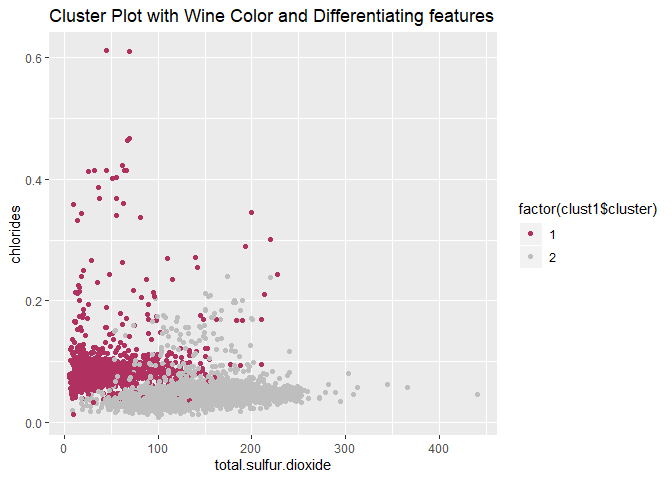 Cluster Plot with Wine Color and Differentiating features
0.6
0.4
0.2
0.0
chlorides
0
100
200
300
400
total.sulfur.dioxide
factor(clust1$cluster)
1
2